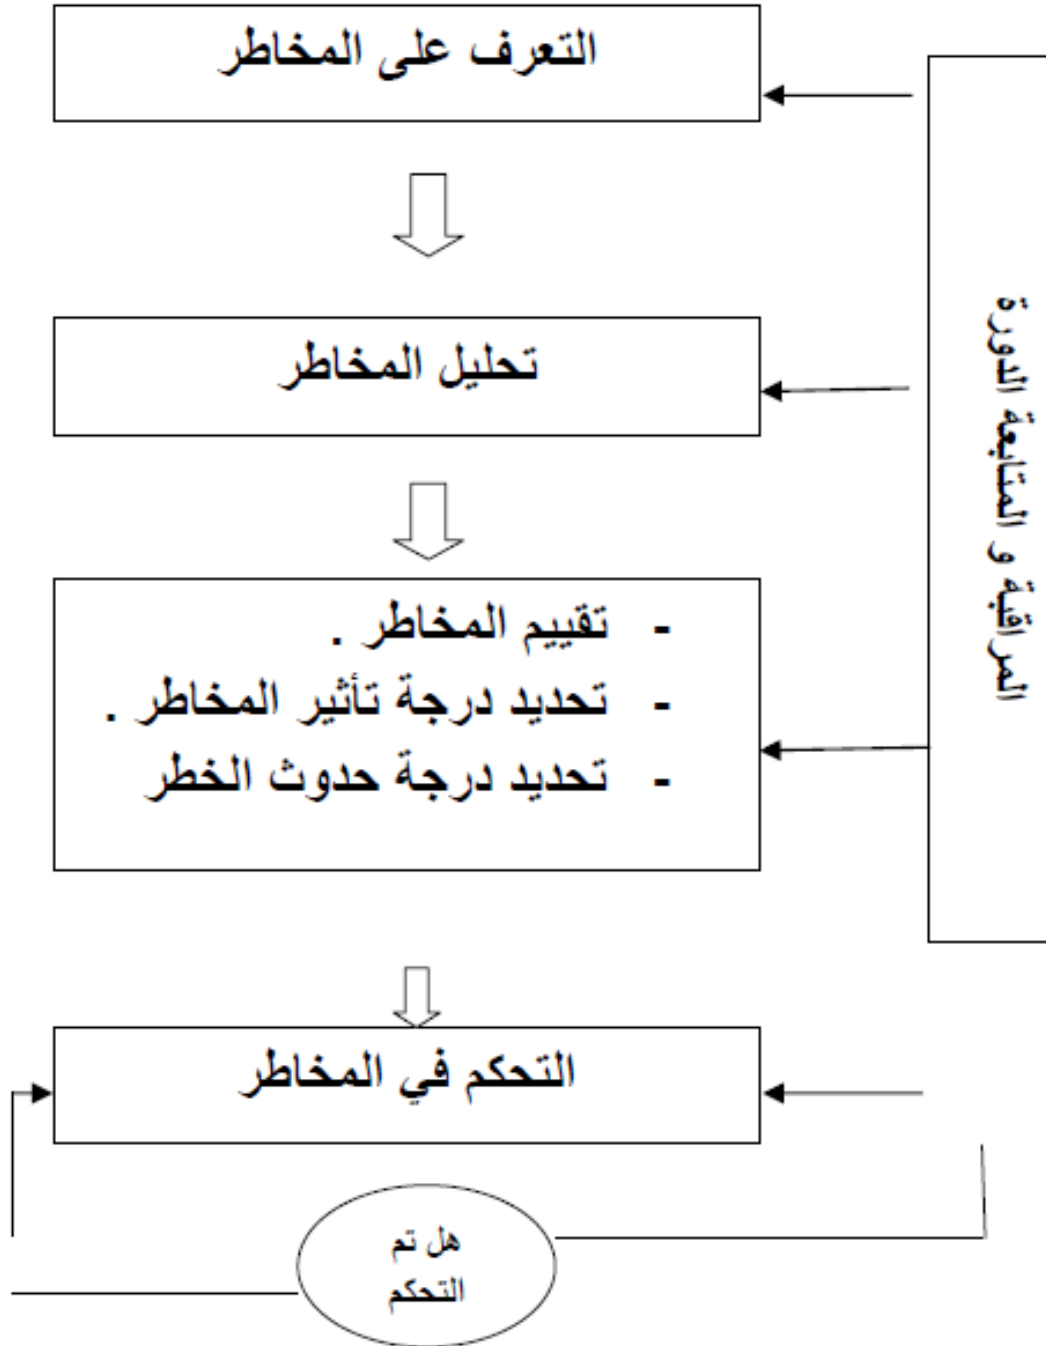 التعرف على المخاطر
تحليل المخاطر
- تقييم المخاطر .
- تحديد درجة تأثير المخاطر .
- تحديد درجة حدوث الخطر
التحكم في المخاطر
هل تم
التحكم
المراقبة و المتابعة الدورة